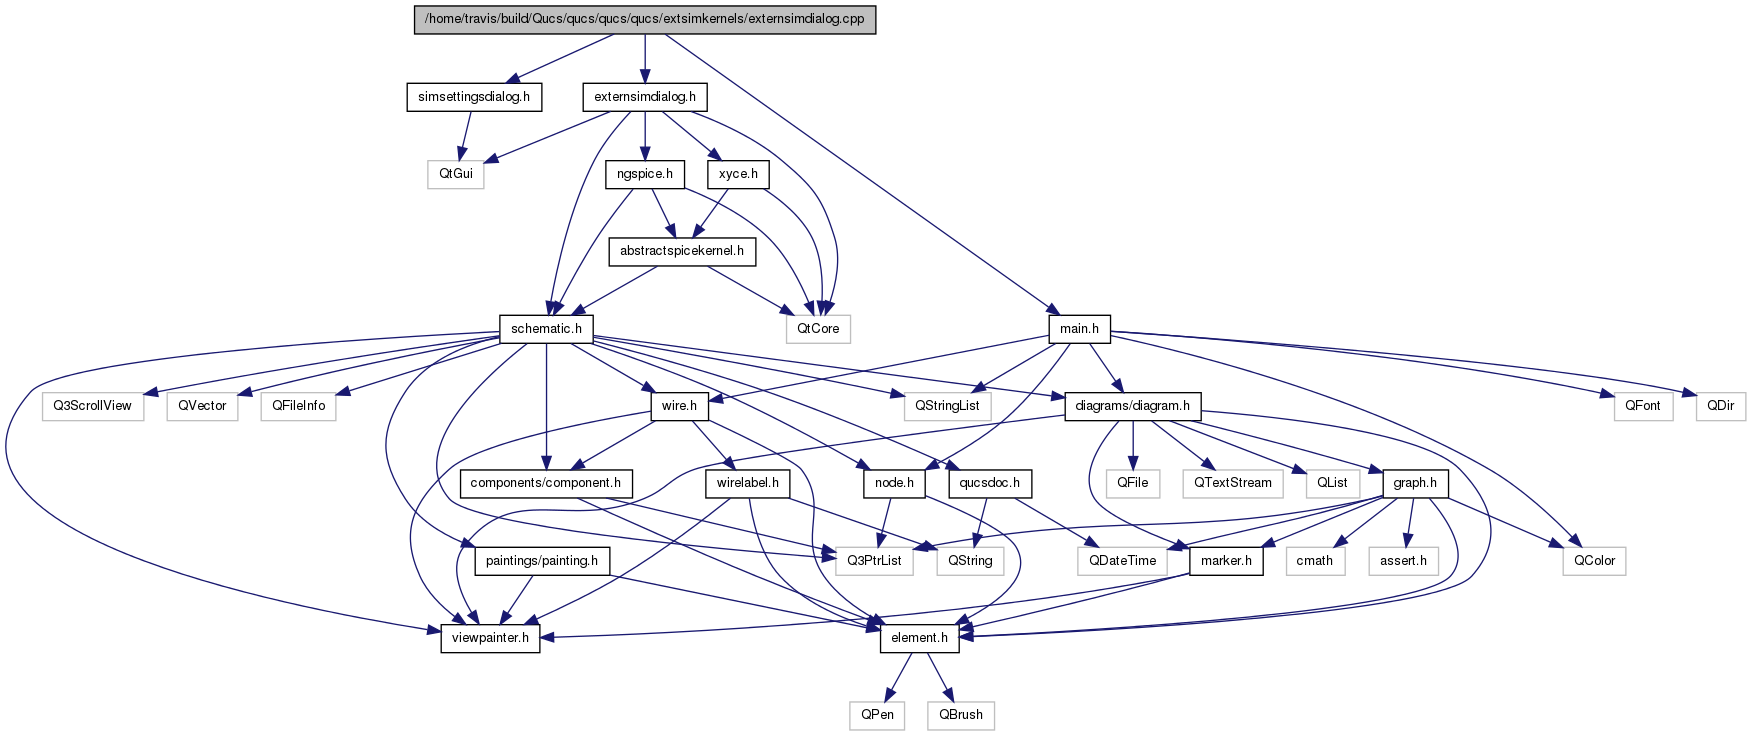 /home/travis/build/Qucs/qucs/qucs/qucs/extsimkernels/externsimdialog.cpp
simsettingsdialog.h
externsimdialog.h
QtGui
ngspice.h
xyce.h
abstractspicekernel.h
schematic.h
QtCore
main.h
Q3ScrollView
QVector
QFileInfo
wire.h
QStringList
diagrams/diagram.h
QFont
QDir
components/component.h
wirelabel.h
node.h
qucsdoc.h
QFile
QTextStream
QList
graph.h
paintings/painting.h
Q3PtrList
QString
QDateTime
marker.h
cmath
assert.h
QColor
viewpainter.h
element.h
QPen
QBrush